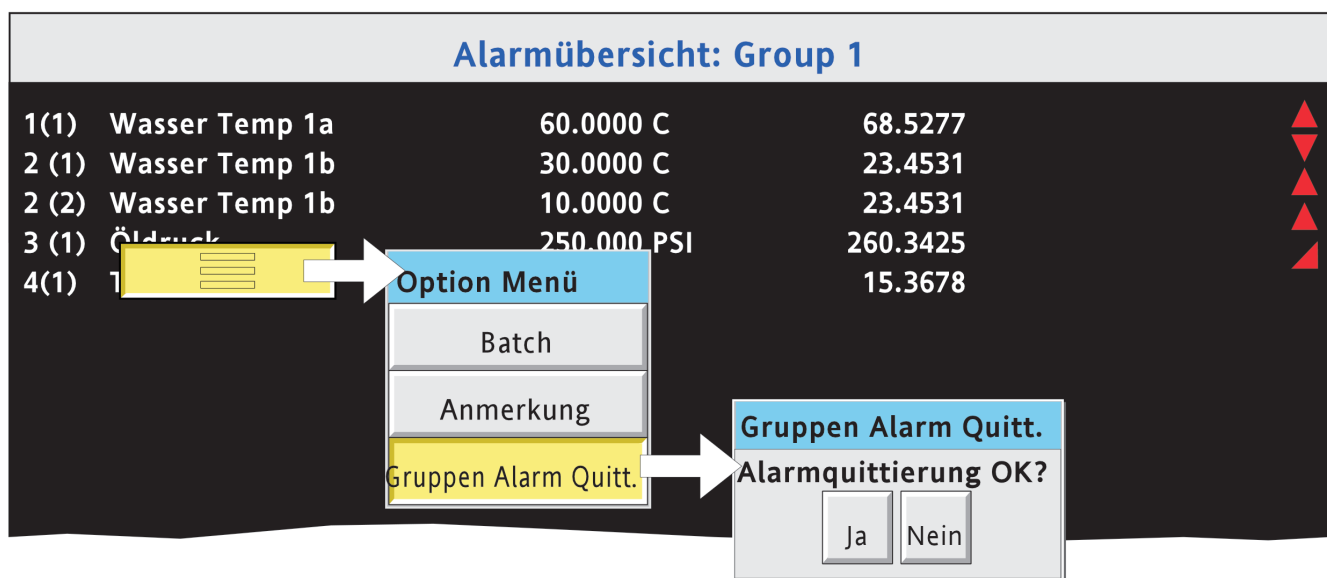 Alarmübersicht: Group 1
1(1) Wasser Temp 1a 60.0000 C 68.5277
2 (1) Wasser Temp 1b 30.0000 C 23.4531
2 (2) Wasser Temp 1b 10.0000 C 23.4531
3 (1) Öldruck 250.000 PSI 260.3425
4(1) 15.3678
Option Menü
Batch
Anmerkung
Gruppen Alarm Quitt.
Gruppen Alarm Quitt.
Alarmquittierung OK?
Ja Nein